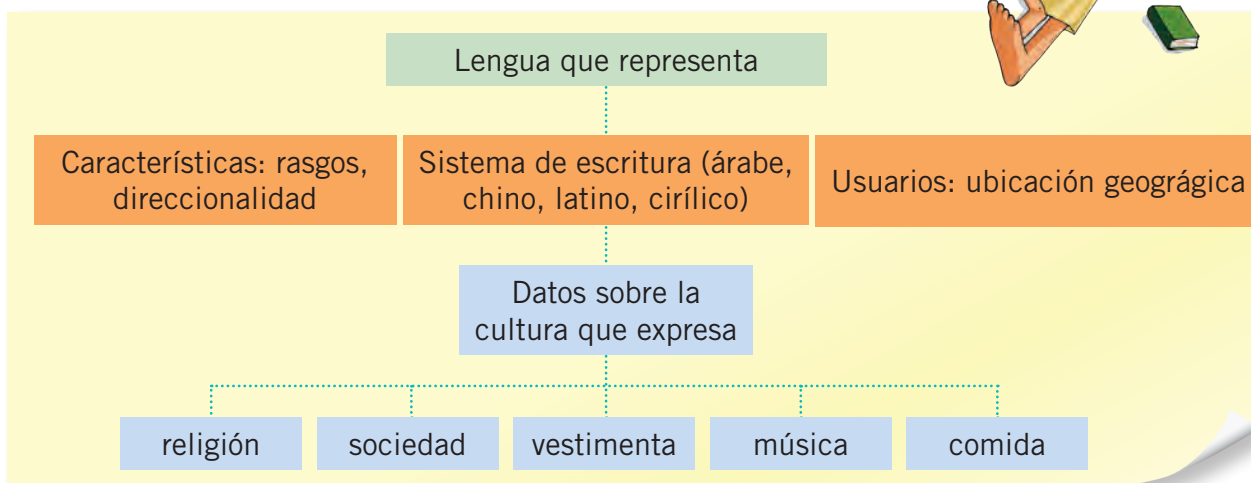 Lengua que representa
Características: rasgos,
direccionalidad
Sistema de escritura (árabe,
chino, latino, cirílico)
Usuarios: ubicación geográgica
Datos sobre la
cultura que expresa
religión
sociedad
vestimenta
música
comida